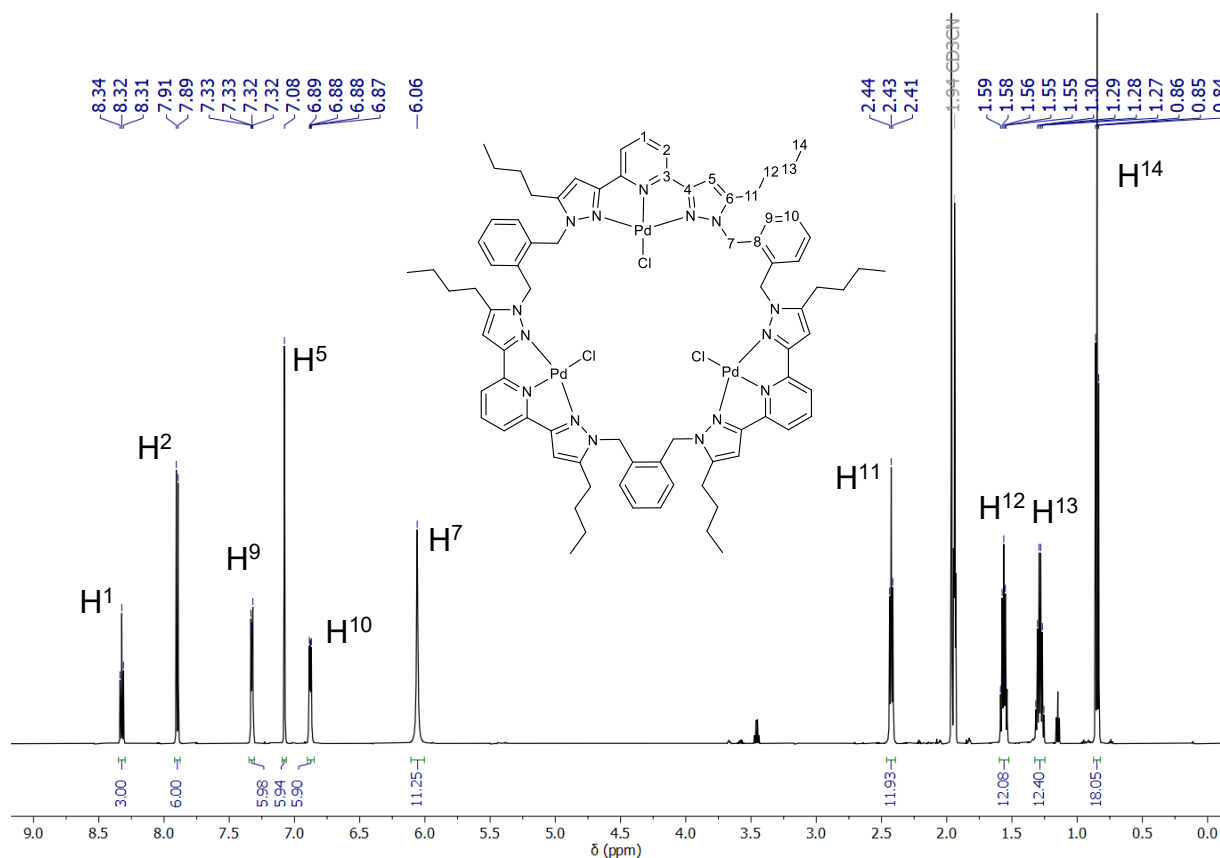 8.34
8.32
8.31
7.91
7.89
7.33
7.33
7.32
7.32
7.08
6.89
6.88
6.88
6.87
6.06
2.44
2.43
2.41
1.94 CD3CN
1.59
1.58
1.56
1.55
1.55
1.30
1.29
1.28
1.27
0.86
0.85
0.84
1
2
3
4
5
6
7
8
9
10
11
12
13
14
N
N
N
N
N
Pd
Cl
N
N
N
N
N
Pd
Cl
N
N
N
N
N
Pd
Cl
H14
H5
H2
H11
H12 H13
H7
H9
H1
H10
3.00
6.00
5.98
5.94
5.90
11.25
11.93
12.08
12.40
18.05
9.0 8.5 8.0 7.5 7.0 6.5 6.0 5.5 5.0 4.5 4.0 3.5 3.0 2.5 2.0 1.5 1.0 0.5 -0.0
δ (ppm)